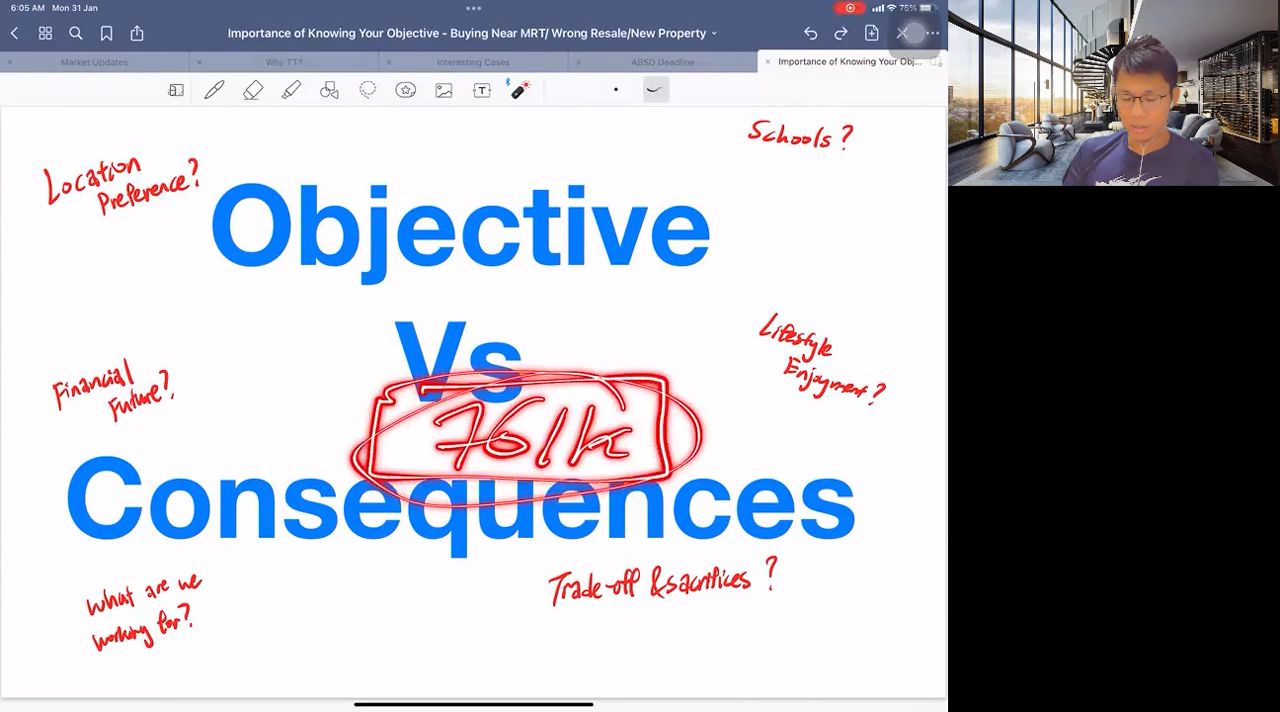 6:05 AM Mon 31 Jan
75%
Importance of Knowing Your Objective - Buying Near MRT/ Wrong Resale/New Property
Market Updates
Why TT?
Interesting Cases
ABSD Deadline
Importance of Knowing Your Obj...
Schools?
Location
Preference?
Objective
Vs
Lifestyle
Enjoyment?
Financial
Future?
761k
Consequences
Trade-off & sacrifices?
What are we
working for?